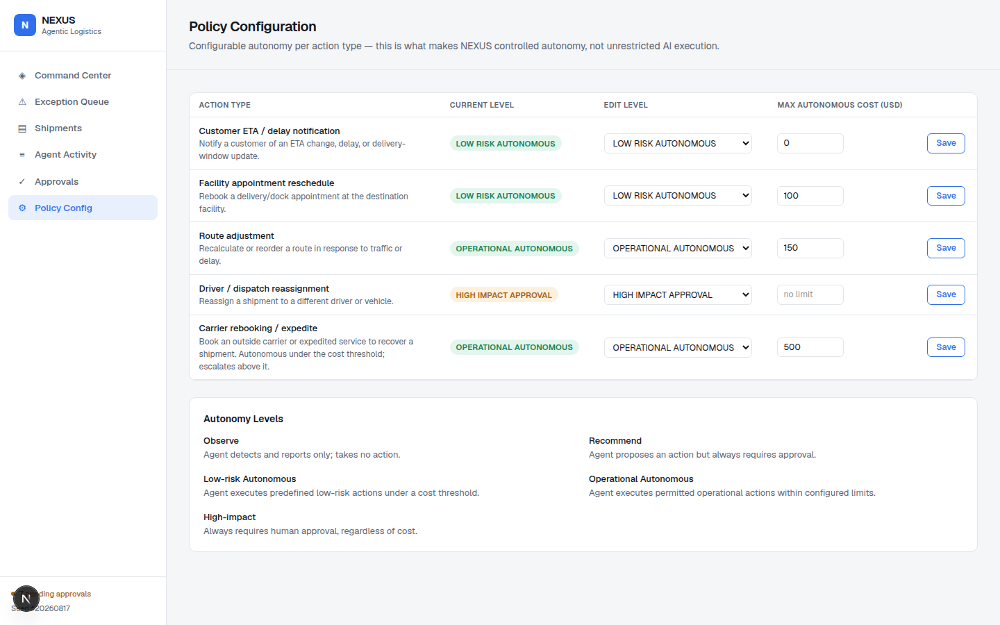 N
NEXUS
Agentic Logistics
Command Center
Exception Queue
Shipments
Agent Activity
Approvals
Policy Config
pending approvals
20260817
Policy Configuration
Configurable autonomy per action type — this is what makes NEXUS controlled autonomy, not unrestricted AI execution.
ACTION TYPE CURRENT LEVEL EDIT LEVEL MAX AUTONOMOUS COST (USD)
Customer ETA / delay notification
Notify a customer of an ETA change, delay, or delivery-
window update.
LOW RISK AUTONOMOUS LOW RISK AUTONOMOUS 0 Save
Facility appointment reschedule
Rebook a delivery/dock appointment at the destination
facility.
LOW RISK AUTONOMOUS LOW RISK AUTONOMOUS 100 Save
Route adjustment
Recalculate or reorder a route in response to traffic or
delay.
OPERATIONAL AUTONOMOUS OPERATIONAL AUTONOMOUS 150 Save
Driver / dispatch reassignment
Reassign a shipment to a different driver or vehicle.
HIGH IMPACT APPROVAL HIGH IMPACT APPROVAL no limit Save
Carrier rebooking / expedite
Book an outside carrier or expedited service to recover a
shipment. Autonomous under the cost threshold;
escalates above it.
OPERATIONAL AUTONOMOUS OPERATIONAL AUTONOMOUS 500 Save
Autonomy Levels
Observe
Agent detects and reports only; takes no action.
Recommend
Agent proposes an action but always requires approval.
Low-risk Autonomous
Agent executes predefined low-risk actions under a cost threshold.
Operational Autonomous
Agent executes permitted operational actions within configured limits.
High-impact
Always requires human approval, regardless of cost.